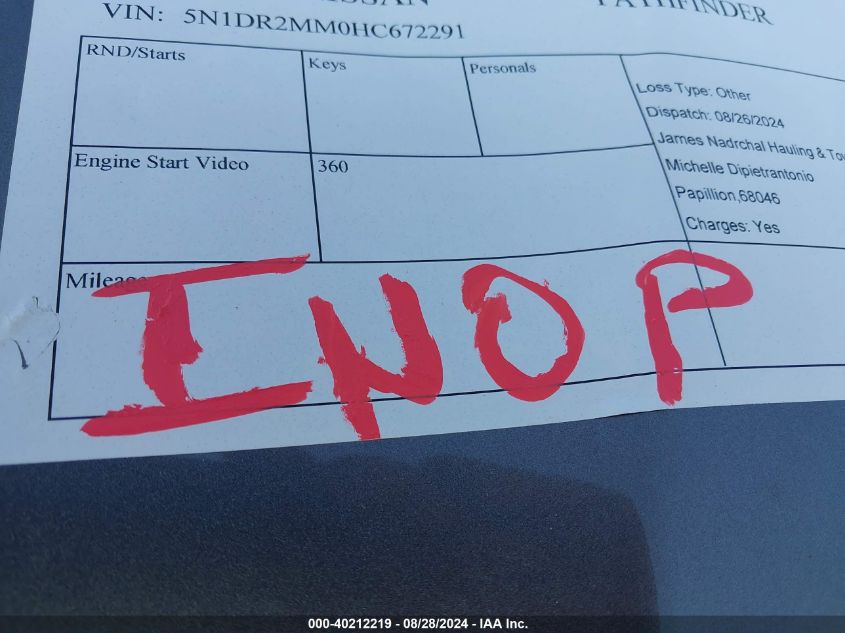 PATHFINDER
VIN: 5N1DR2MM0HC672291
RND/Starts
Keys
Personals
Loss Type: Other
Dispatch: 08/26/2024
James Nadrchal Hauling &
Michelle Dipietrantonio
Papillion,68046
Charges: Yes
Engine Start Video
360
Mileage
INOP
000-40212219 - 08/28/2024 - IAA Inc.